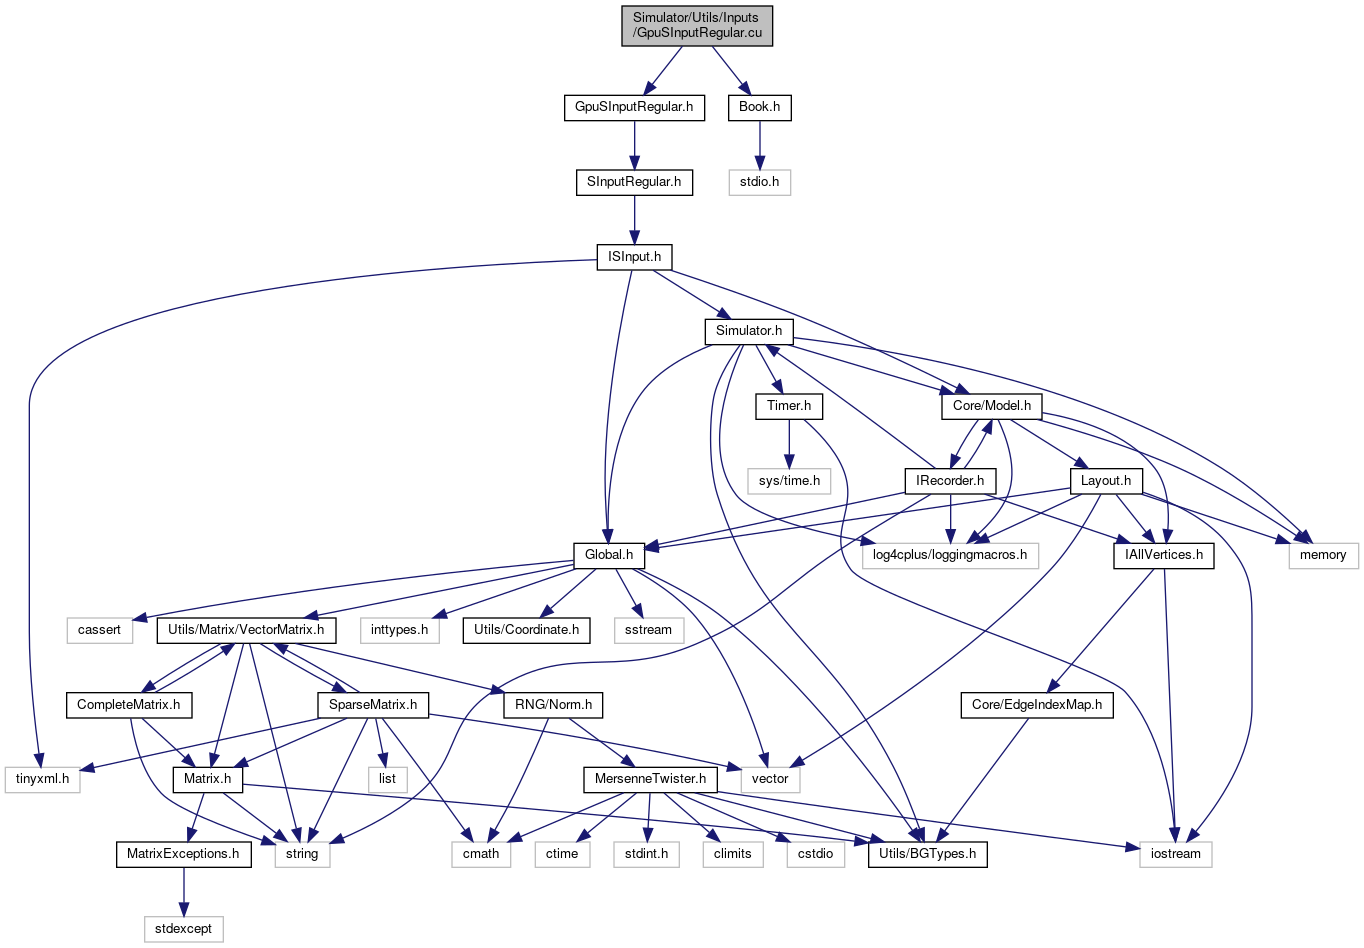 Simulator/Utils/Inputs
/GpuSInputRegular.cu
GpuSInputRegular.h
Book.h
SInputRegular.h
stdio.h
ISInput.h
Simulator.h
Timer.h
Core/Model.h
sys/time.h
IRecorder.h
Layout.h
Global.h
log4cplus/loggingmacros.h
IAllVertices.h
memory
cassert
Utils/Matrix/VectorMatrix.h
inttypes.h
Utils/Coordinate.h
sstream
CompleteMatrix.h
SparseMatrix.h
RNG/Norm.h
Core/EdgeIndexMap.h
tinyxml.h
Matrix.h
list
MersenneTwister.h
vector
MatrixExceptions.h
string
cmath
ctime
stdint.h
climits
cstdio
Utils/BGTypes.h
iostream
stdexcept